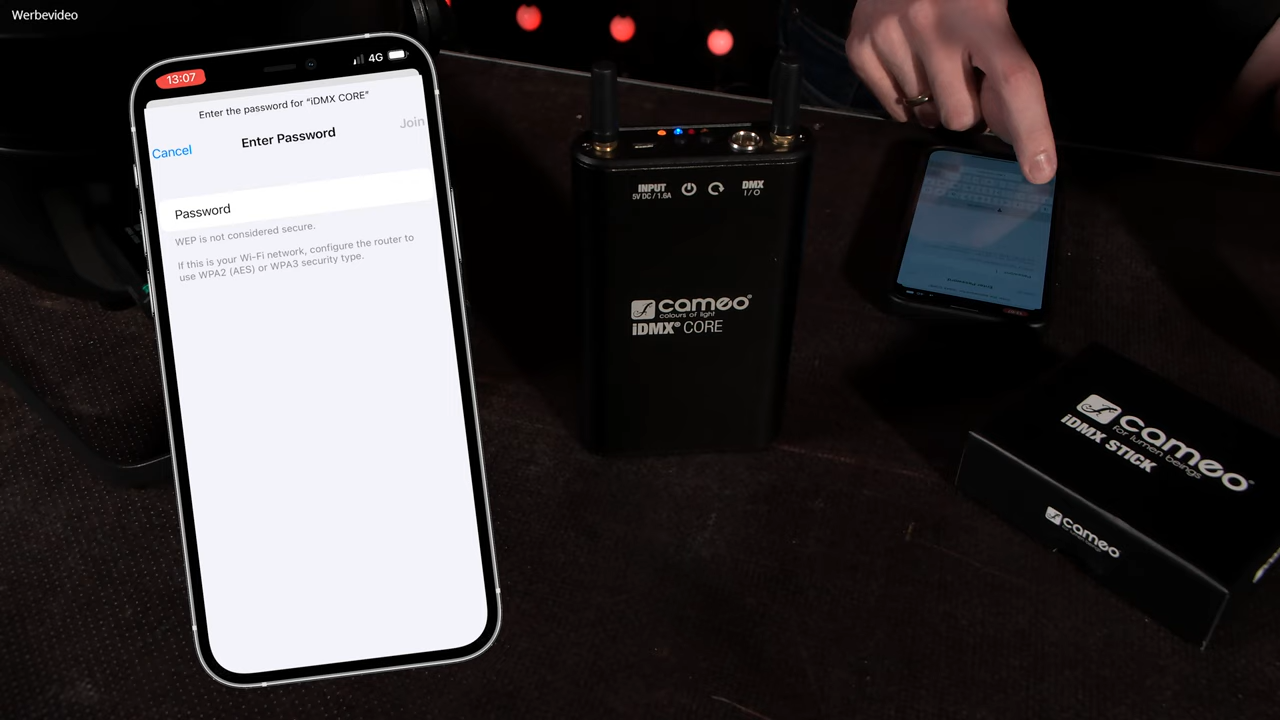 Werbevideo
13:07
4G
Enter the password for “iDMX CORE”
Cancel
Enter Password
Join
Password
WEP is not considered secure.
If this is your Wi-Fi network, configure the router to
use WPA2 (AES) or WPA3 security type.
INPUT
5V DC / 1.6A
DMX
I / O
cameo®
colours of light
iDMX® CORE
cameo®
for lumen beings
iDMX STICK
cameo